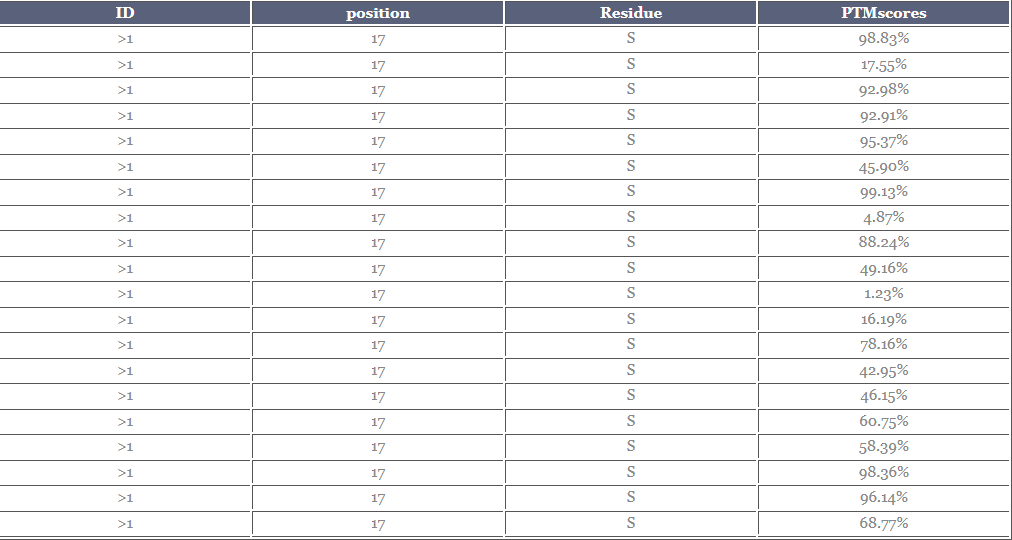 ID position Residue PTMscores
>1 17 S 98.83%
>1 17 S 17.55%
>1 17 S 92.98%
>1 17 S 92.91%
>1 17 S 95.37%
>1 17 S 45.90%
>1 17 S 99.13%
>1 17 S 4.87%
>1 17 S 88.24%
>1 17 S 49.16%
>1 17 S 1.23%
>1 17 S 16.19%
>1 17 S 78.16%
>1 17 S 42.95%
>1 17 S 46.15%
>1 17 S 60.75%
>1 17 S 58.39%
>1 17 S 98.36%
>1 17 S 96.14%
>1 17 S 68.77%